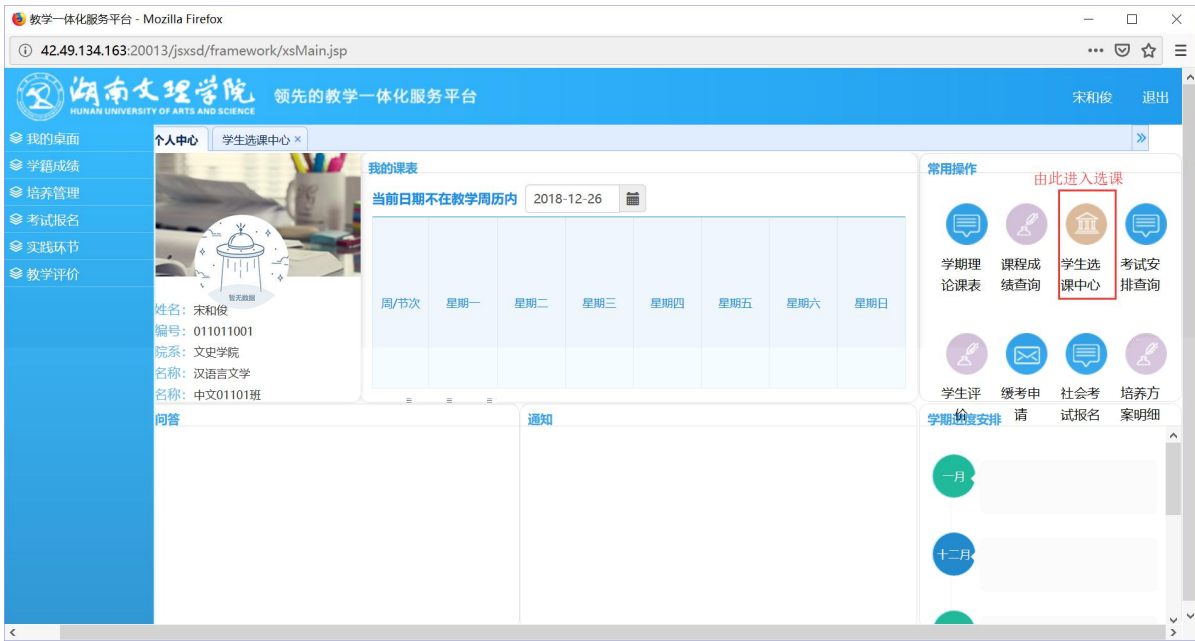 教学一体化服务平台 - Mozilla Firefox
42.49.134.163:20013/jsxsd/framework/xsMain.jsp
湖南文理学院
HUNAN UNIVERSITY OF ARTS AND SCIENCE
领先的教学一体化服务平台
宋和俊 退出
我的桌面
学籍成绩
培养管理
考试报名
实践环节
教学评价
个人中心 学生选课中心 ×
暂无数据
姓名：宋和俊
编号：011011001
院系：文史学院
名称：汉语言文学
名称：中文01101班
我的课表
当前日期不在教学周历内 2018-12-26
周/节次 星期一 星期二 星期三 星期四 星期五 星期六 星期日
常用操作
由此进入选课
学期理论课表
课程成绩查询
学生选课中心
考试安排查询
学生评价
缓考申请
社会考试报名
培养方案明细
问答
通知
学期进度安排
一月
十二月